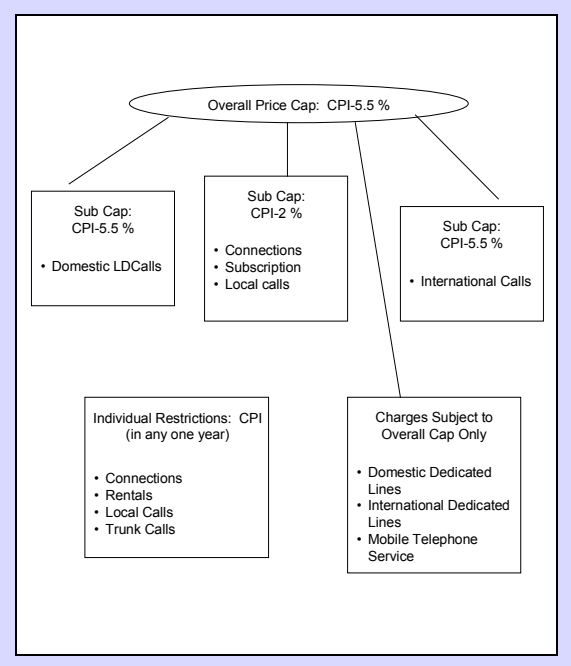 Overall Price Cap: CPI-5.5 %
Sub Cap:
CPI-5.5 %
• Domestic LDCalls
Sub Cap:
CPI-2 %
• Connections
• Subscription
• Local calls
Sub Cap:
CPI-5.5 %
• International Calls
Individual Restrictions: CPI
(in any one year)
• Connections
• Rentals
• Local Calls
• Trunk Calls
Charges Subject to
Overall Cap Only
• Domestic Dedicated
Lines
• International Dedicated
Lines
• Mobile Telephone
Service